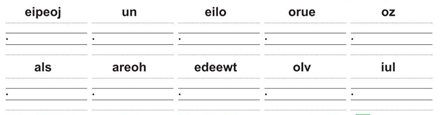 eipeoj un eilo orue oz
als areoh edeewt olv iul